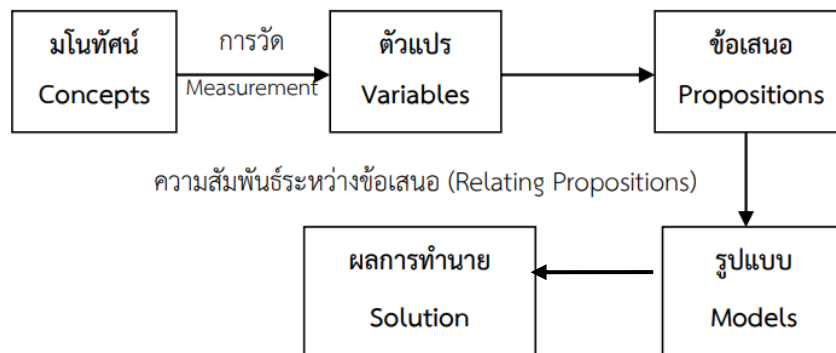 มโนทัศน์
Concepts
การวัด
Measurement
ตัวแปร
Variables
ข้อเสนอ
Propositions
ความสัมพันธ์ระหว่างข้อเสนอ (Relating Propositions)
ผลการทำนาย
Solution
รูปแบบ
Models